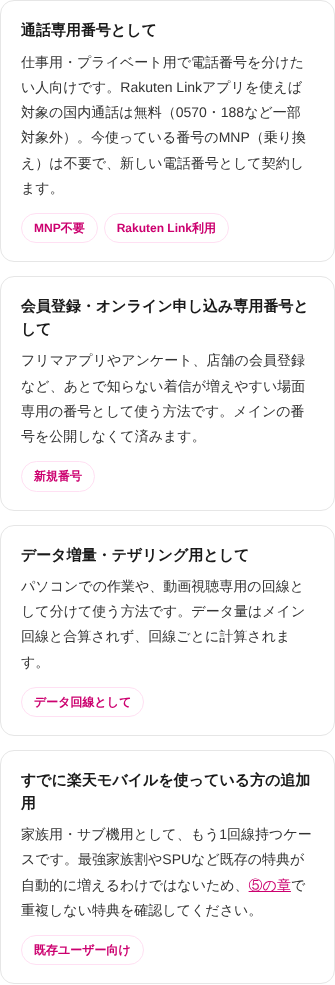 通話専用番号として
仕事用・プライベート用で電話番号を分けた
い人向けです。Rakuten Linkアプリを使えば
対象の国内通話は無料（0570・188など一部
対象外）。今使っている番号のMNP（乗り換
え）は不要で、新しい電話番号として契約し
ます。
MNP不要 Rakuten Link利用
会員登録・オンライン申し込み専用番号と
して
フリマアプリやアンケート、店舗の会員登録
など、あとで知らない着信が増えやすい場面
専用の番号として使う方法です。メインの番
号を公開しなくて済みます。
新規番号
データ増量・テザリング用として
パソコンでの作業や、動画視聴専用の回線と
して分けて使う方法です。データ量はメイン
回線と合算されず、回線ごとに計算されま
す。
データ回線として
すでに楽天モバイルを使っている方の追加
用
家族用・サブ機用として、もう1回線持つケー
スです。最強家族割やSPUなど既存の特典が
自動的に増えるわけではないため、⑤の章で
重複しない特典を確認してください。
既存ユーザー向け